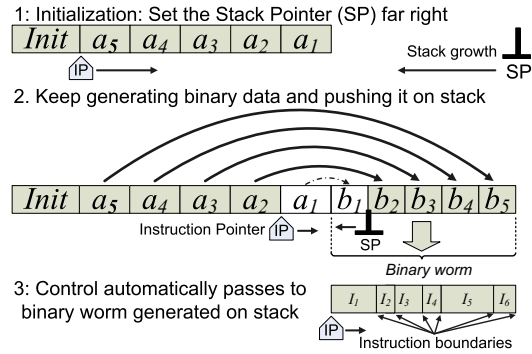 1: Initialization: Set the Stack Pointer (SP) far right
Init a5 a4 a3 a2 a1
IP
Stack growth
SP
2. Keep generating binary data and pushing it on stack
Init a5 a4 a3 a2 a1 b1 b2 b3 b4 b5
Instruction Pointer IP
SP
Binary worm
3: Control automatically passes to
binary worm generated on stack
I1 I2 I3 I4 I5 I6
IP
Instruction boundaries